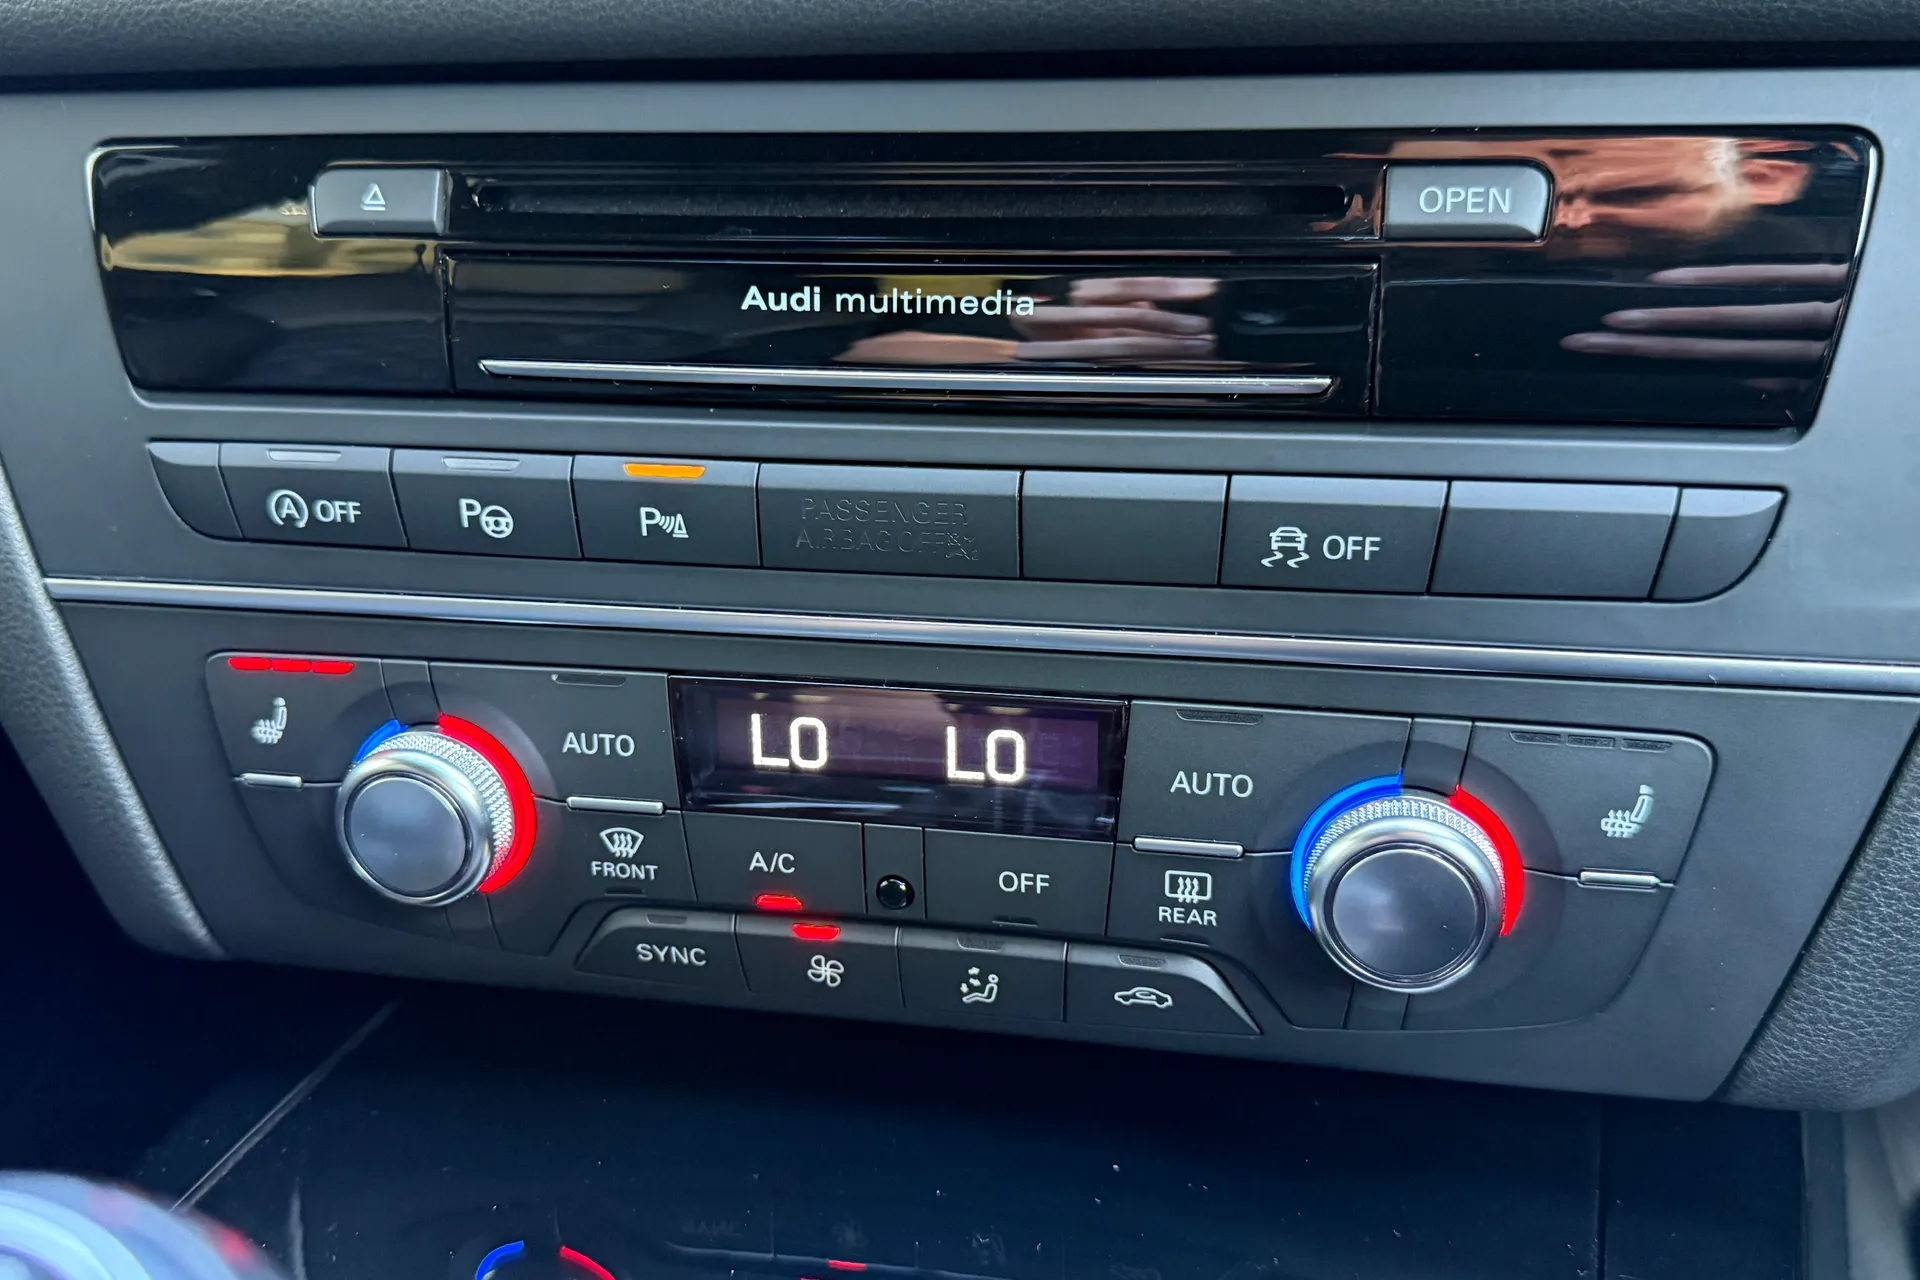 OPEN
Audi multimedia
A OFF
P
P
PASSENGER
AIRBAG OFF
OFF
AUTO
LO LO
AUTO
FRONT
A/C
OFF
REAR
SYNC